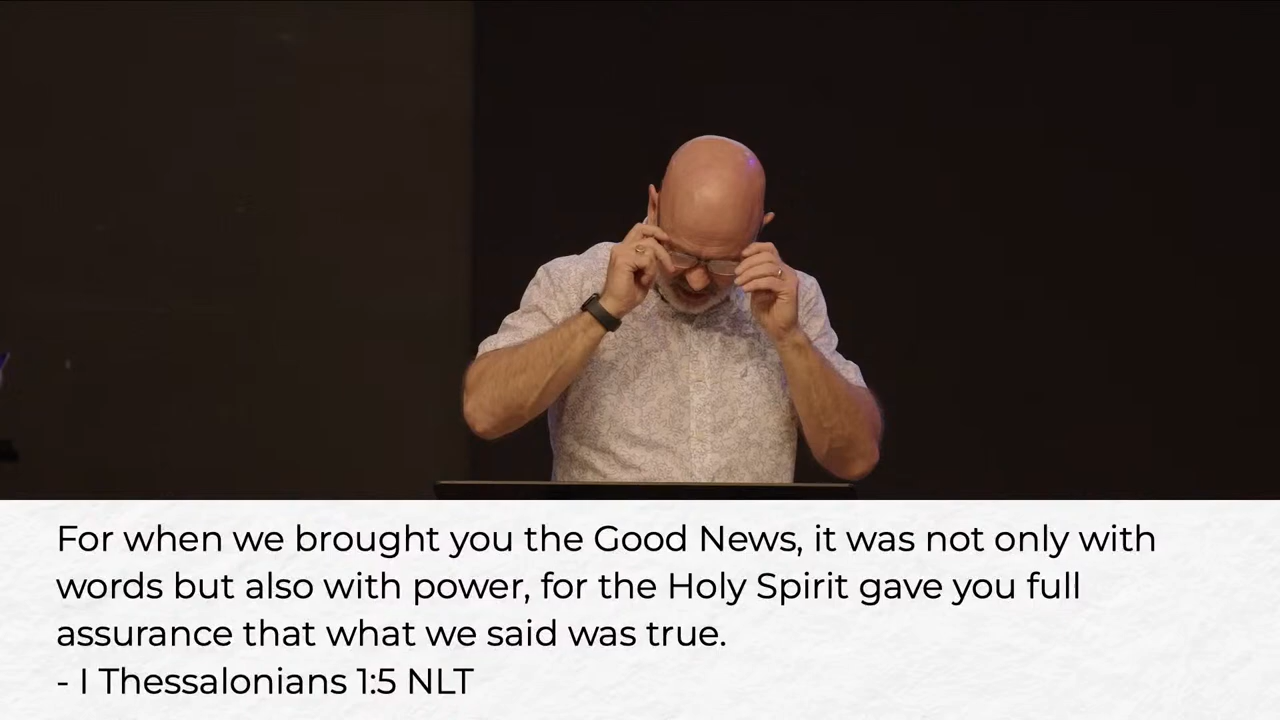 For when we brought you the Good News, it was not only with
words but also with power, for the Holy Spirit gave you full
assurance that what we said was true.
- I Thessalonians 1:5 NLT